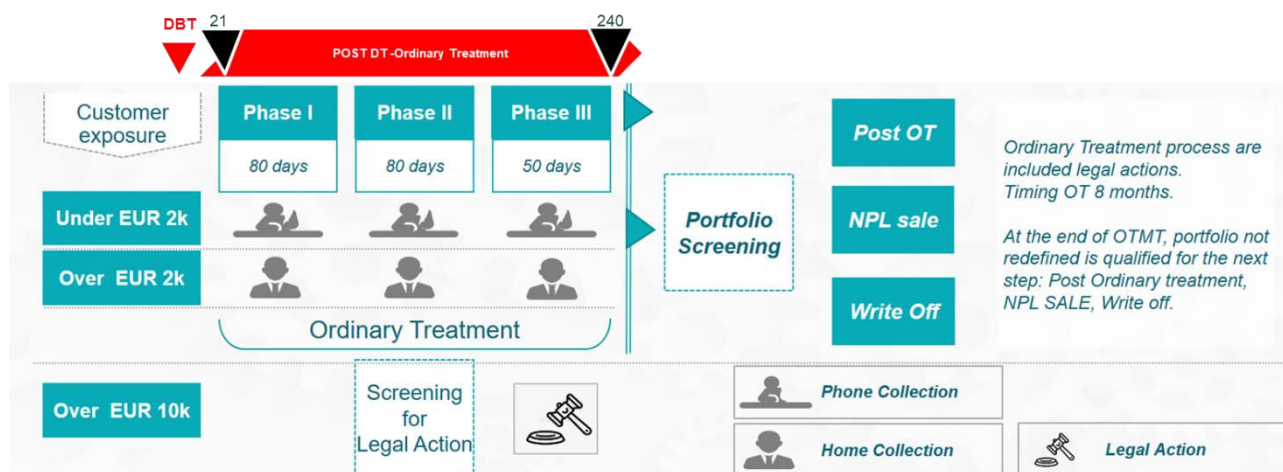 DBT
21
240
POST DT-Ordinary Treatment
Customer
exposure
Phase I
Phase II
Phase III
80 days
80 days
50 days
Under EUR 2k
Over EUR 2k
Ordinary Treatment
Portfolio
Screening
Post OT
NPL sale
Write Off
Ordinary Treatment process are
included legal actions.
Timing OT 8 months.
At the end of OTMT, portfolio not
redefined is qualified for the next
step: Post Ordinary treatment,
NPL SALE, Write off.
Over EUR 10k
Screening
for
Legal Action
Phone Collection
Home Collection
Legal Action